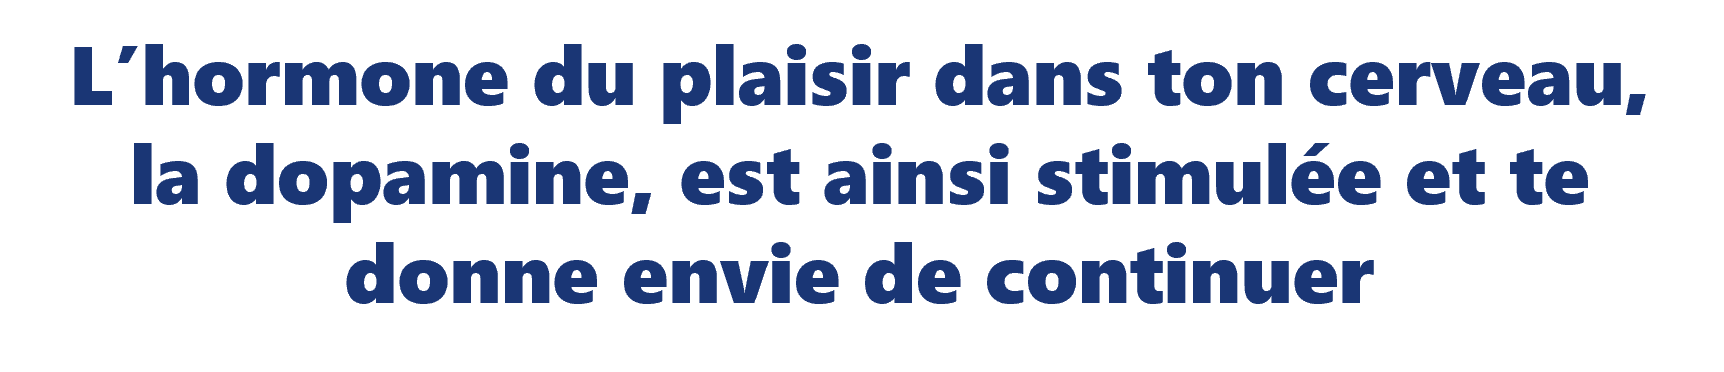 L’hormone du plaisir dans ton cerveau,
la dopamine, est ainsi stimulée et te
donne envie de continuer